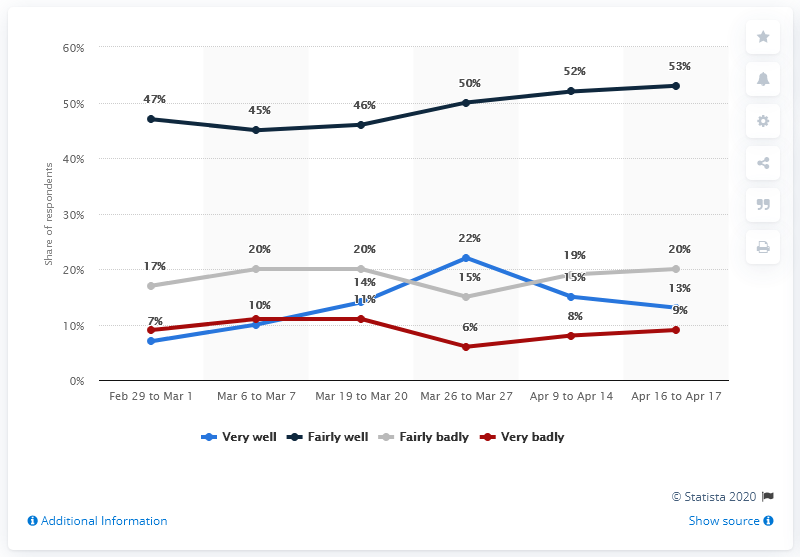 60%
50%
40%
30%
20%
10%
0%
Share of respondents
47%
45%
46%
50%
52%
53%
17%
20%
20%
15%
19%
20%
7%
10%
14%
22%
15%
13%
11%
6%
8%
9%
Feb 29 to Mar 1
Mar 6 to Mar 7
Mar 19 to Mar 20
Mar 26 to Mar 27
Apr 9 to Apr 14
Apr 16 to Apr 17
Very well
Fairly well
Fairly badly
Very badly
© Statista 2020
Additional Information
Show source